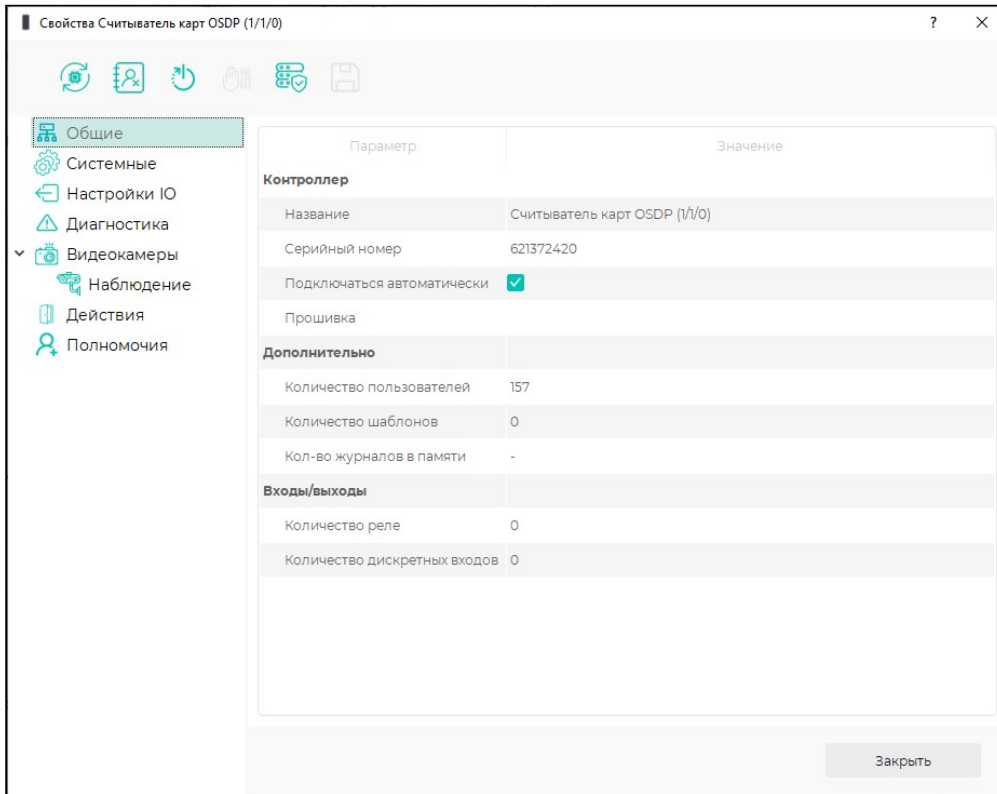 Свойства Считыватель карт OSDP (1/1/0) ?
Общие
Системные
Настройки IO
Диагностика
Видеокамеры
Наблюдение
Действия
Полномочия
Параметр Значение
Контроллер
Название Считыватель карт OSDP (1/1/0)
Серийный номер 621372420
Подключаться автоматически
Прошивка
Дополнительно
Количество пользователей 157
Количество шаблонов 0
Кол-во журналов в памяти -
Входы/выходы
Количество реле 0
Количество дискретных входов 0
Закрыть